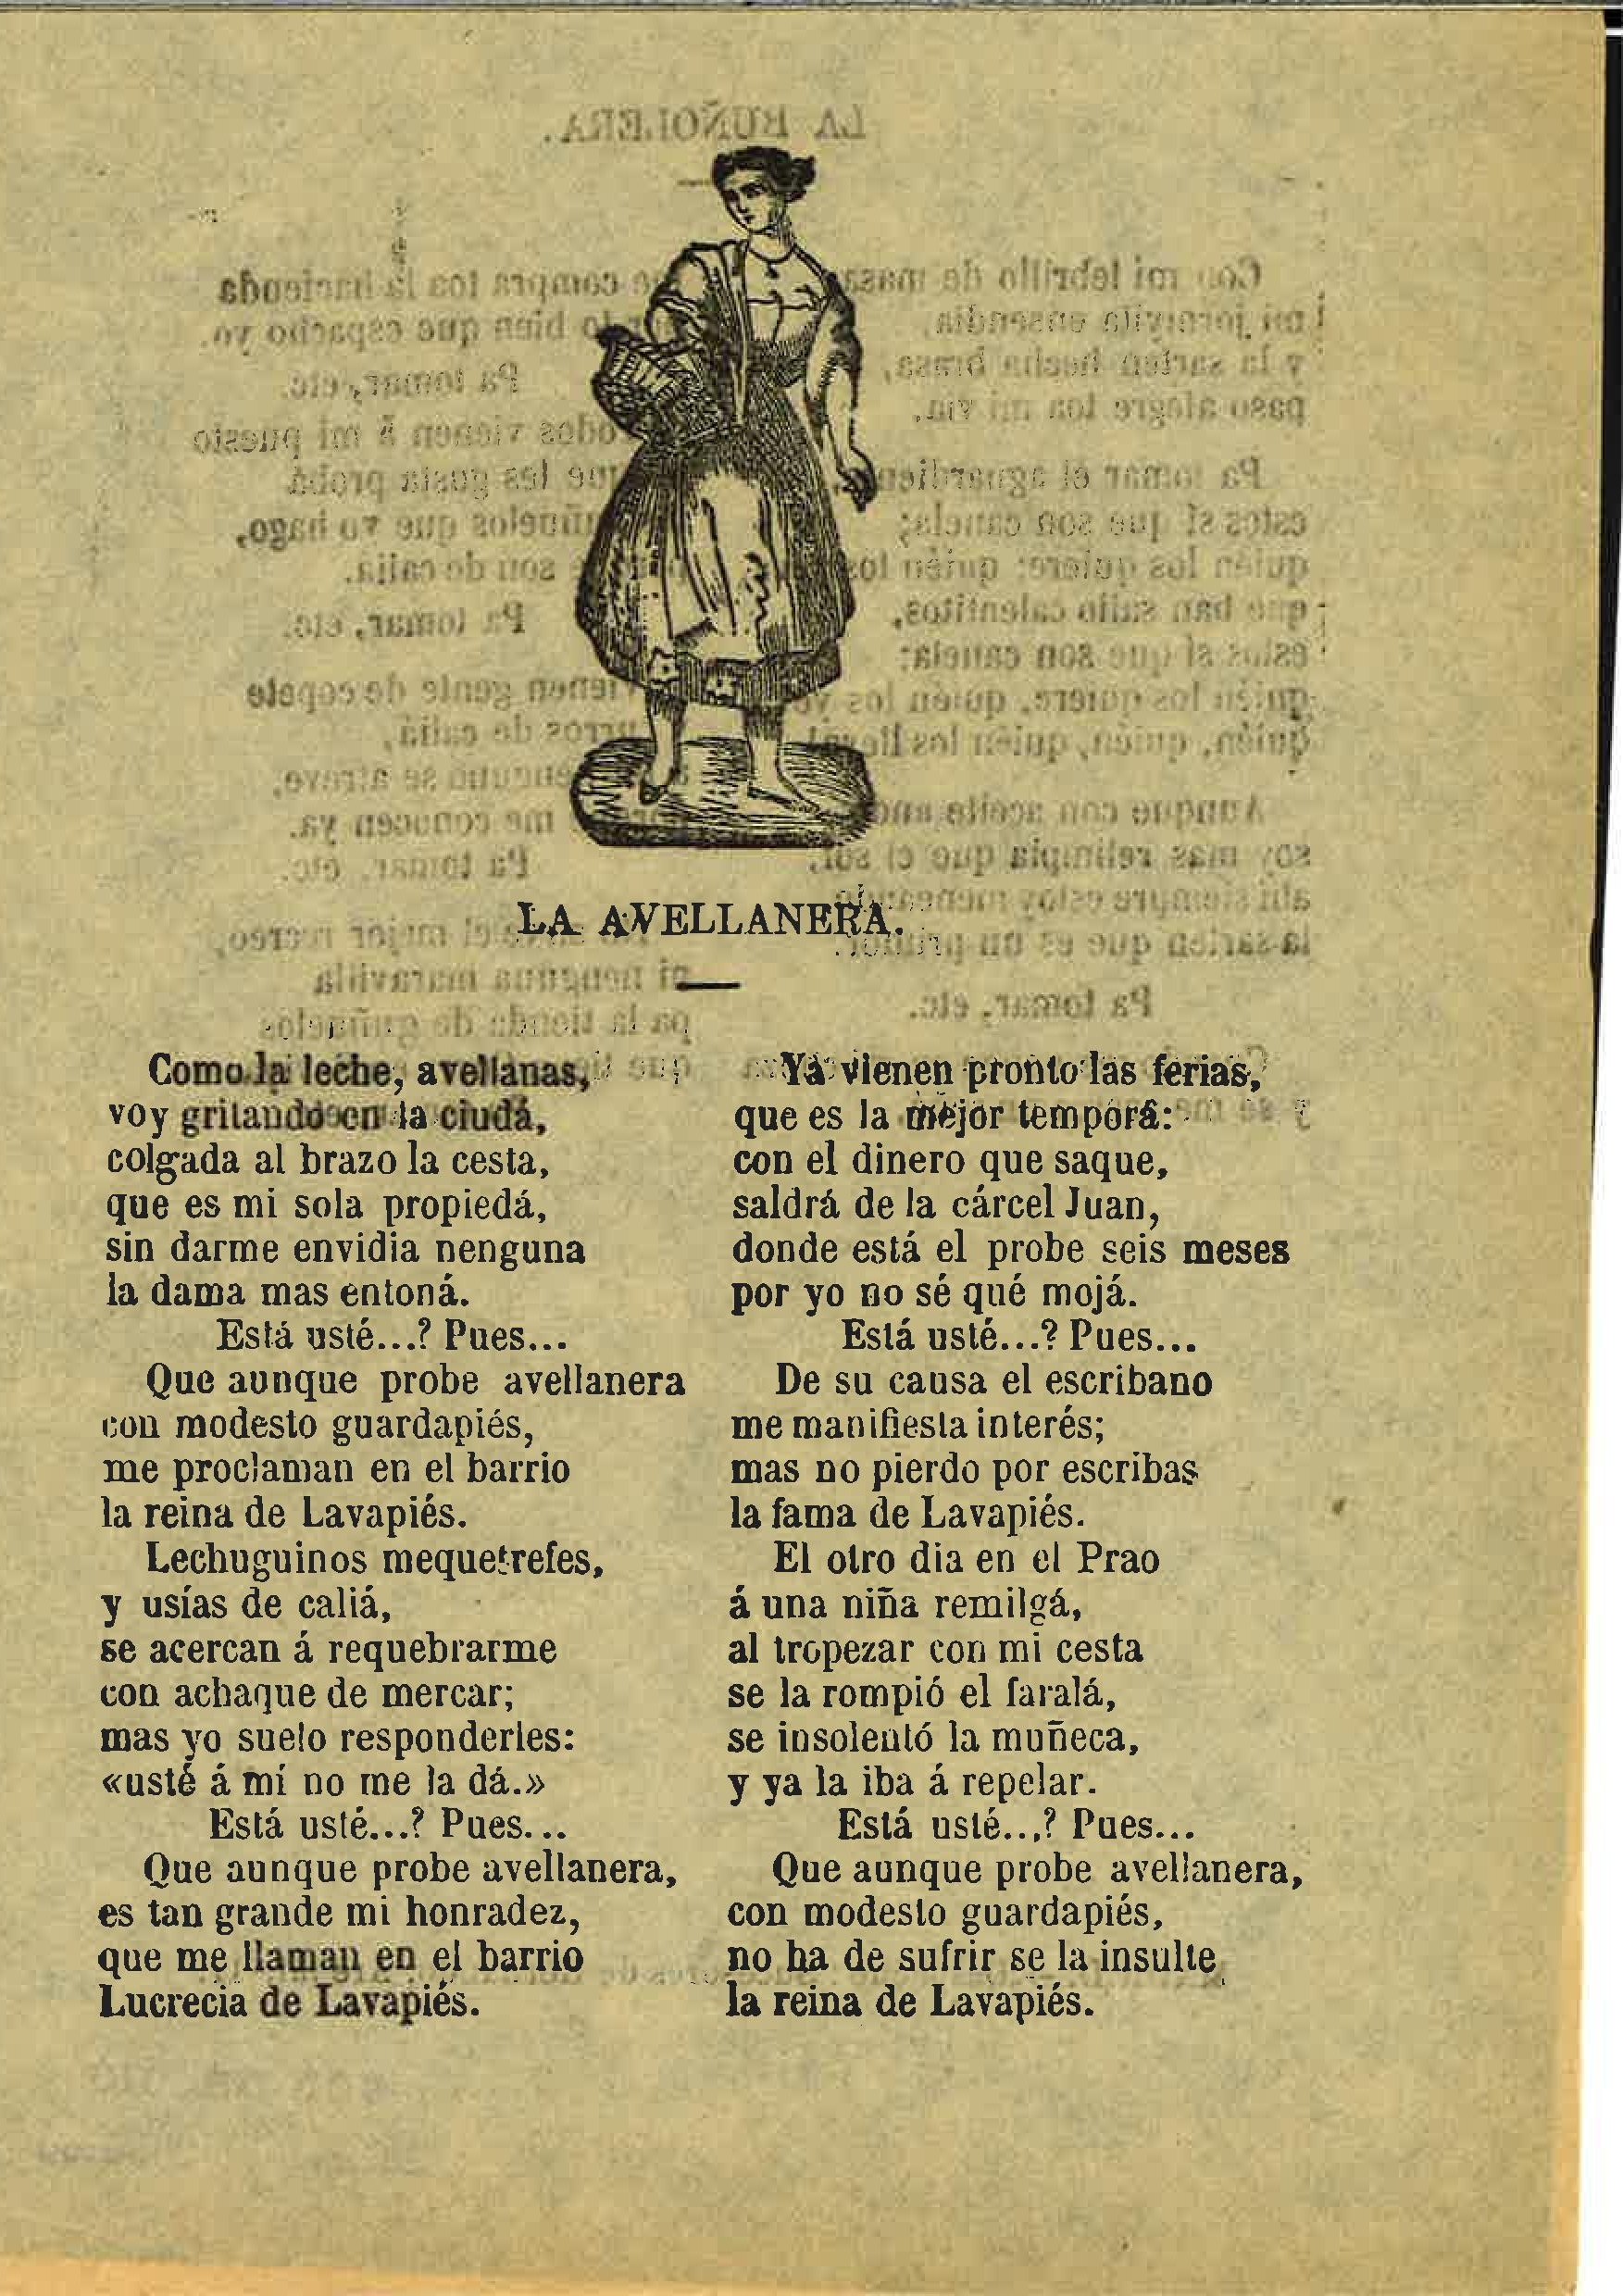 LA AVELLANERA.
Como la leche, avellanas,
voy gritando en la ciudá,
colgada al brazo la cesta,
que es mi sola propiedá,
sin darme envidia nenguna
la dama mas entoná.
Está usté...? Pues...
Que aunque probe avellanera
con modesto guardapiés,
me proclaman en el barrio
la reina de Lavapiés.
Lechuguinos mequetrefes,
y usías de caliá,
se acercan á requebrarme
con achaque de mercar;
mas yo suelo responderles:
«usté á mí no me la dá.»
Está usté...? Pues...
Que aunque probe avellanera,
es tan grande mi honradez,
que me llaman en el barrio
Lucrecia de Lavapiés.
Ya vienen pronto las ferias,
que es la mejor temporá:
con el dinero que saque,
saldrá de la cárcel Juan,
donde está el probe seis meses
por yo no sé qué mojá.
Está usté...? Pues...
De su causa el escribano
me manifiesta interés;
mas no pierdo por escribas
la fama de Lavapiés.
El otro dia en el Prao
á una niña remilgá,
al tropezar con mi cesta
se la rompió el faralá,
se insolentó la muñeca,
y ya la iba á repelar.
Está usté...? Pues...
Que aunque probe avellanera,
con modesto guardapiés,
no ha de sufrir se la insulte
la reina de Lavapiés.